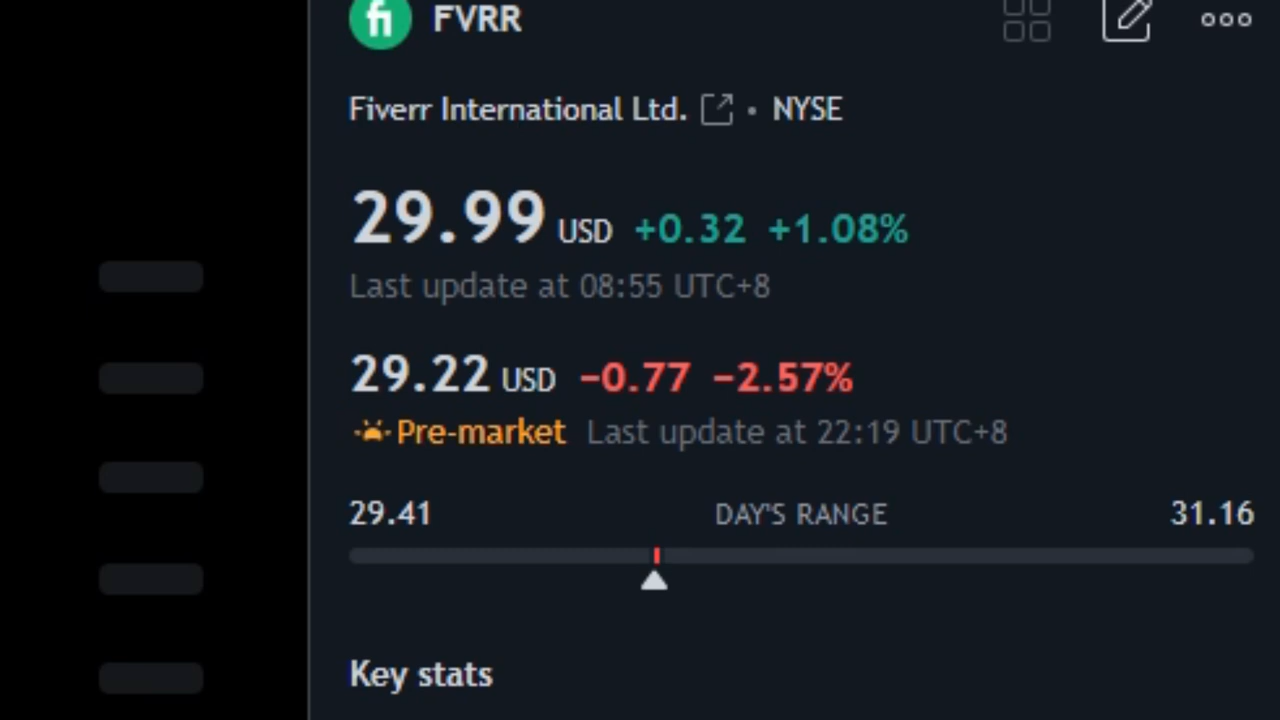 fi FVRR
Fiverr International Ltd. • NYSE
29.99 USD +0.32 +1.08%
Last update at 08:55 UTC+8
29.22 USD −0.77 −2.57%
Pre-market Last update at 22:19 UTC+8
29.41 DAY'S RANGE 31.16
Key stats